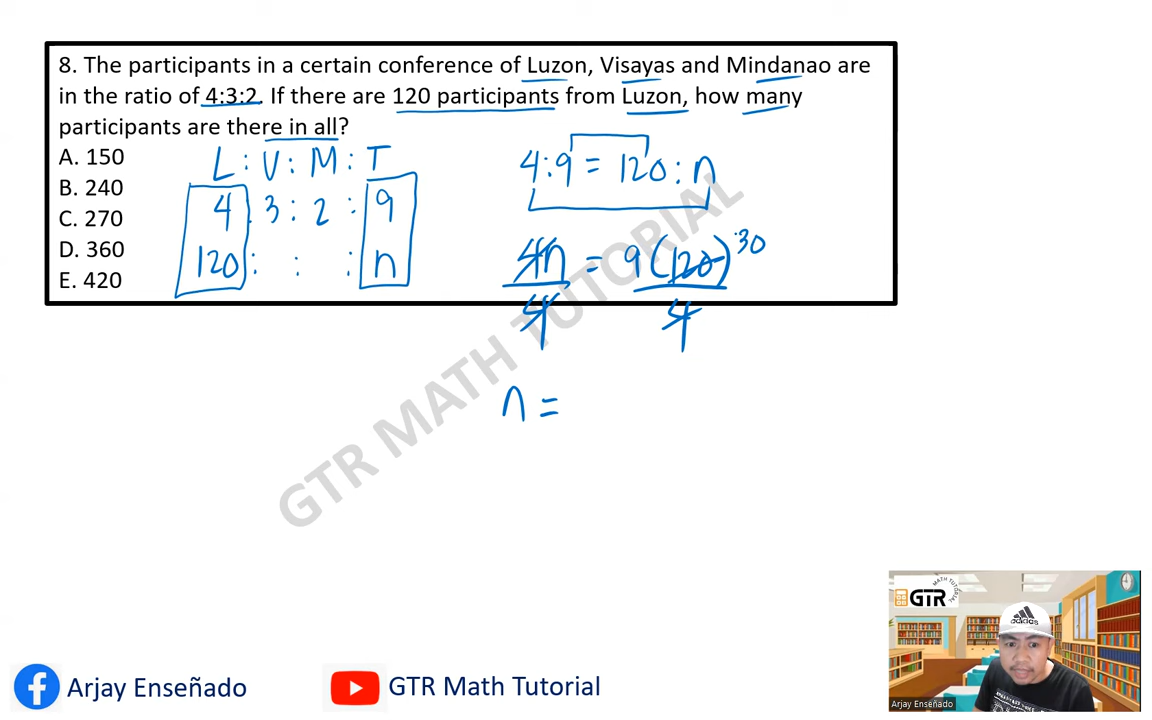 8. The participants in a certain conference of Luzon, Visayas and Mindanao are
in the ratio of 4:3:2. If there are 120 participants from Luzon, how many
participants are there in all?
A. 150
B. 240
C. 270
D. 360
E. 420
L : V : M : T
4 : 3 : 2 : 9
120 : : : n
4:9 = 120:n
4n = 9(120) 30
4 4
n =
GTR MATH TUTORIAL
Arjay Enseñado
GTR Math Tutorial
MATH TUTORIAL
GTR
adidas
Arjay Enseñado